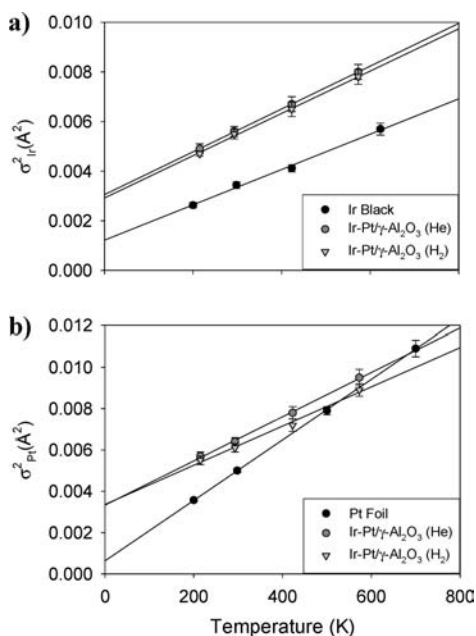 a)
0.010
0.008
0.006
0.004
0.002
0.000
σ²Ir(Å²)
Ir Black
Ir-Pt/γ-Al₂O₃ (He)
Ir-Pt/γ-Al₂O₃ (H₂)
b)
0.012
0.010
0.008
0.006
0.004
0.002
0.000
σ²Pt(Å²)
Pt Foil
Ir-Pt/γ-Al₂O₃ (He)
Ir-Pt/γ-Al₂O₃ (H₂)
0 200 400 600 800
Temperature (K)